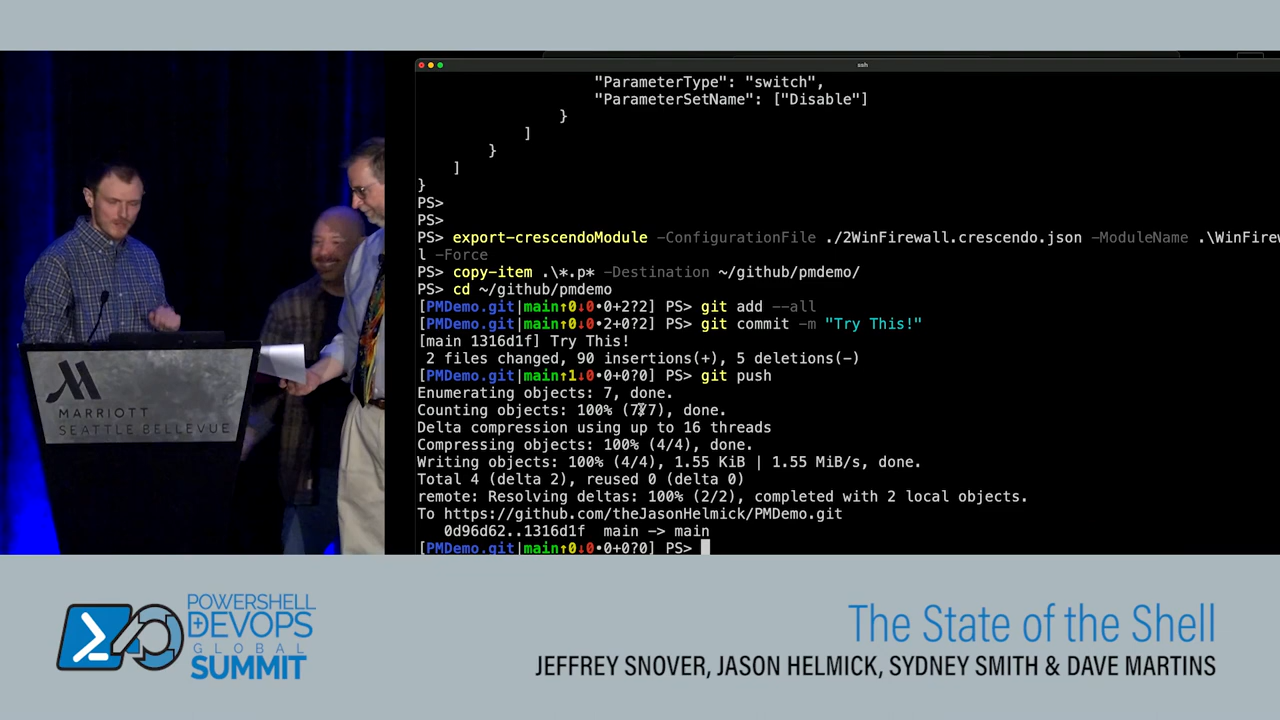 zsh
"ParameterType": "switch",
"ParameterSetName": ["Disable"]
}
]
}
]
}
PS>
PS>
PS> export-crescendoModule -ConfigurationFile ./2WinFirewall.crescendo.json -ModuleName .\WinFirew
l -Force
PS> copy-item .\*.p* -Destination ~/github/pmdemo/
PS> cd ~/github/pmdemo
[PMDemo.git|main↑0↓0•0+2?2] PS> git add --all
[PMDemo.git|main↑0↓0•2+0?2] PS> git commit -m "Try This!"
[main 1316d1f] Try This!
2 files changed, 90 insertions(+), 5 deletions(-)
[PMDemo.git|main↑1↓0•0+0?0] PS> git push
Enumerating objects: 7, done.
Counting objects: 100% (7/7), done.
Delta compression using up to 16 threads
Compressing objects: 100% (4/4), done.
Writing objects: 100% (4/4), 1.55 KiB | 1.55 MiB/s, done.
Total 4 (delta 2), reused 0 (delta 0)
remote: Resolving deltas: 100% (2/2), completed with 2 local objects.
To https://github.com/theJasonHelmick/PMDemo.git
0d96d62..1316d1f main -> main
[PMDemo.git|main↑0↓0•0+0?0] PS>
MARRIOTT
SEATTLE BELLEVUE
POWERSHELL
DEVOPS
GLOBAL
SUMMIT
The State of the Shell
JEFFREY SNOVER, JASON HELMICK, SYDNEY SMITH & DAVE MARTINS